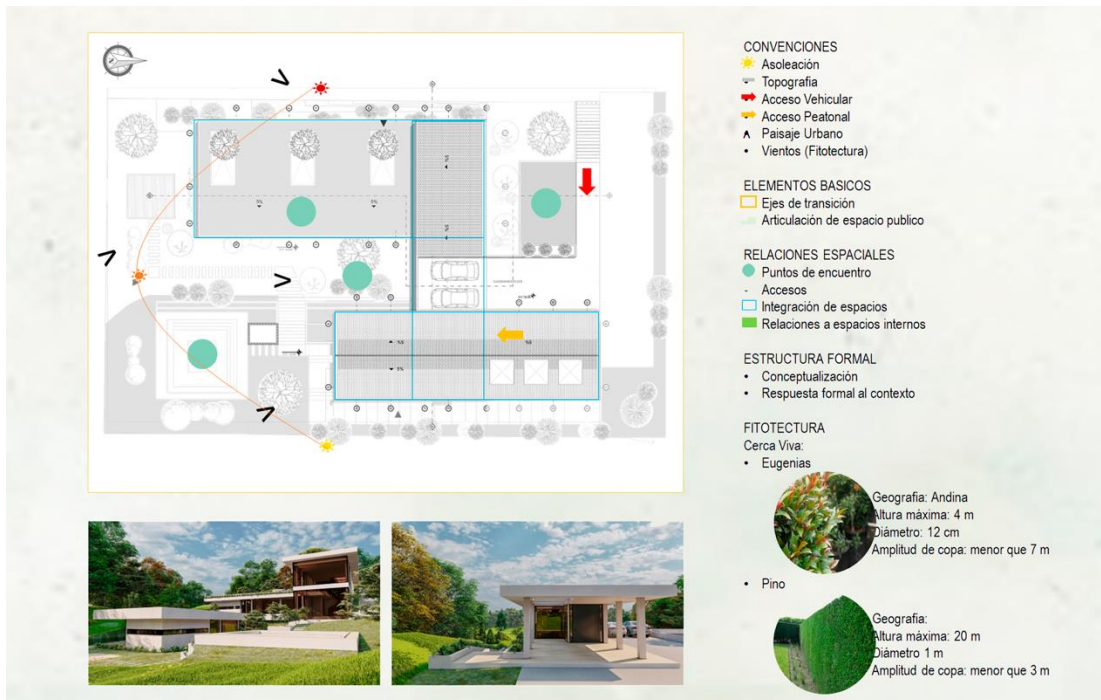 CONVENCIONES
Asoleación
Topografia
Acceso Vehicular
Acceso Peatonal
Paisaje Urbano
• Vientos (Fitotectura)
ELEMENTOS BASICOS
Ejes de transición
Articulación de espacio publico
RELACIONES ESPACIALES
Puntos de encuentro
- Accesos
Integración de espacios
Relaciones a espacios internos
ESTRUCTURA FORMAL
• Conceptualización
• Respuesta formal al contexto
FITOTECTURA
Cerca Viva:
• Eugenias
Geografia: Andina
Altura máxima: 4 m
Diámetro: 12 cm
Amplitud de copa: menor que 7 m
• Pino
Geografia:
Altura máxima: 20 m
Diámetro 1 m
Amplitud de copa: menor que 3 m